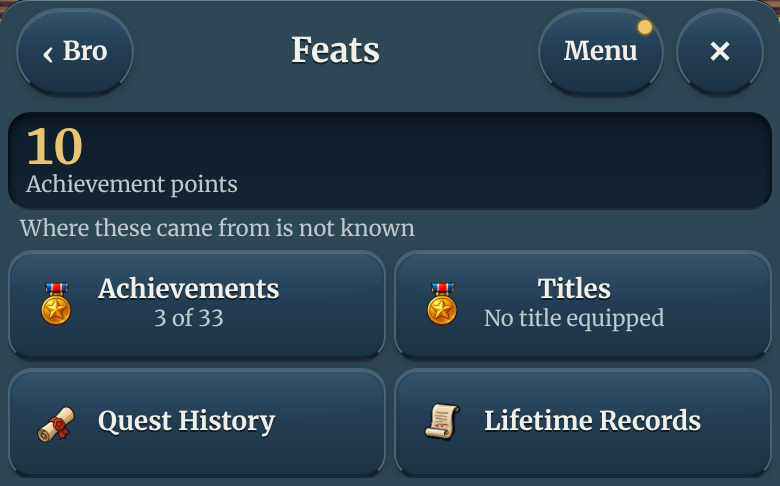 ‹ Bro
Feats
Menu
×
10
Achievement points
Where these came from is not known
Achievements
3 of 33
Titles
No title equipped
Quest History
Lifetime Records